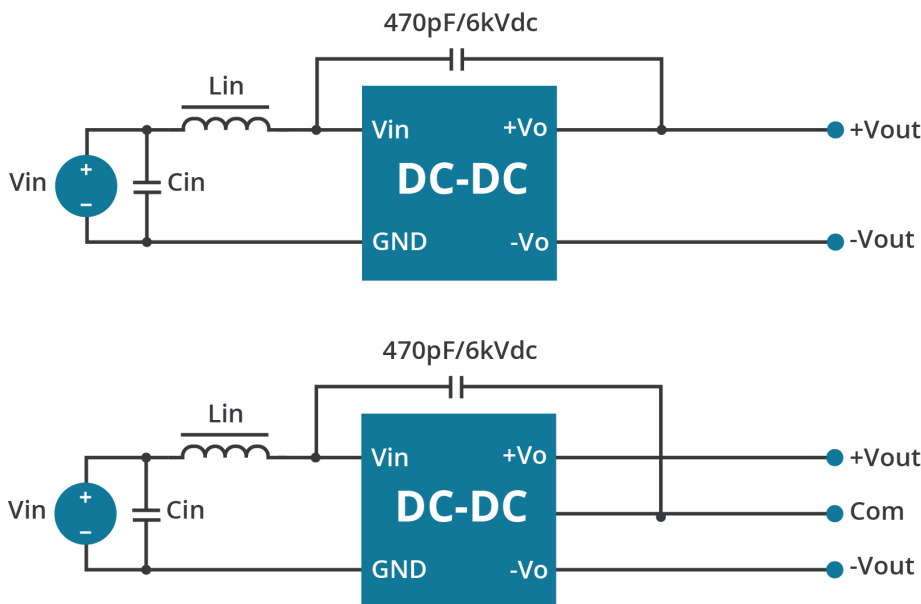 470pF/6kVdc
Lin
Vin +Vo +Vout
Vin + Cin DC-DC
−
GND -Vo -Vout
470pF/6kVdc
Lin
Vin +Vo +Vout
Vin + Cin DC-DC Com
−
GND -Vo -Vout